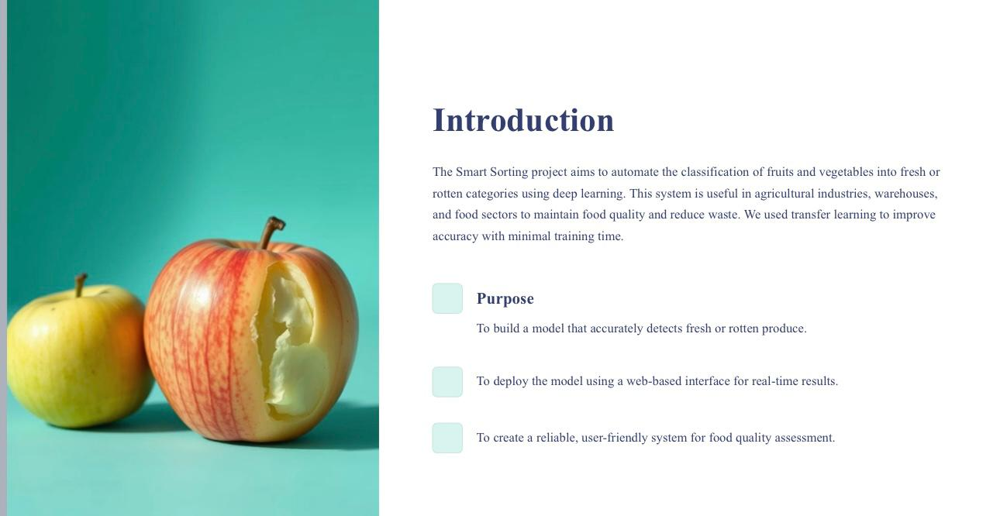 Introduction
The Smart Sorting project aims to automate the classification of fruits and vegetables into fresh or
rotten categories using deep learning. This system is useful in agricultural industries, warehouses,
and food sectors to maintain food quality and reduce waste. We used transfer learning to improve
accuracy with minimal training time.
Purpose
To build a model that accurately detects fresh or rotten produce.
To deploy the model using a web-based interface for real-time results.
To create a reliable, user-friendly system for food quality assessment.